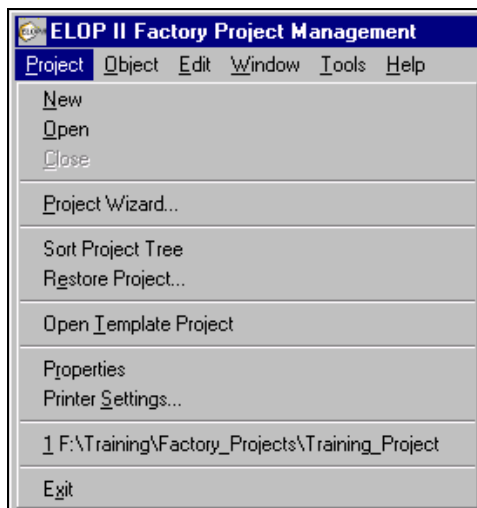 ELOP II Factory Project Management
Project Object Edit Window Tools Help
New
Open
Close
Project Wizard...
Sort Project Tree
Restore Project...
Open Template Project
Properties
Printer Settings...
1 F:\Training\Factory_Projects\Training_Project
Exit